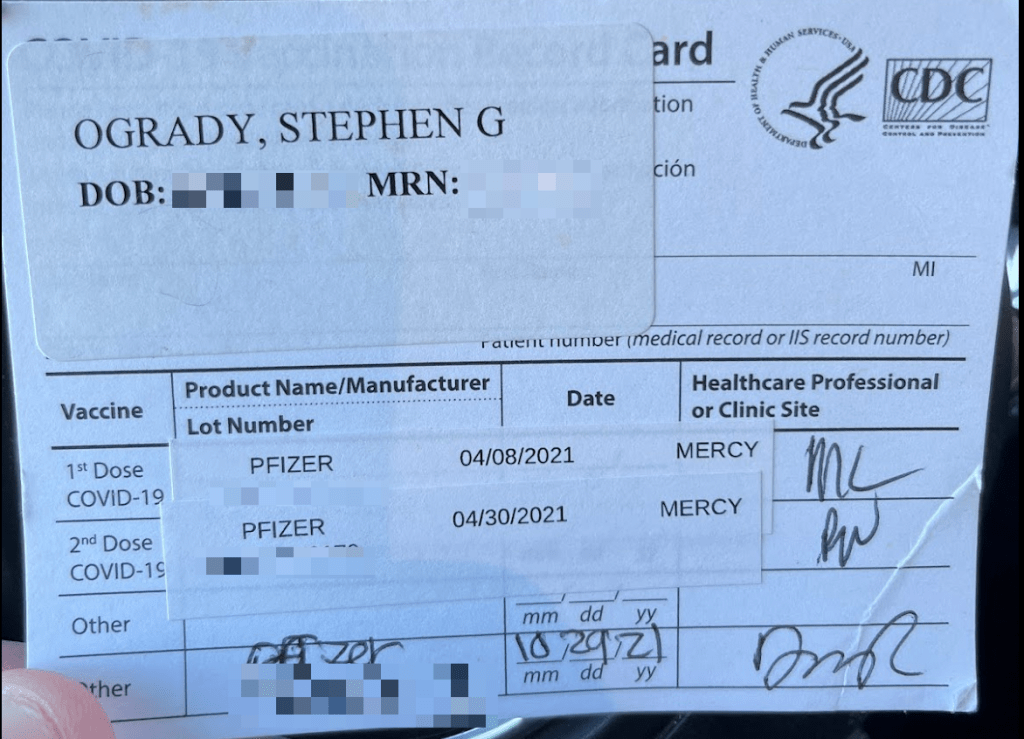 ard
OGRADY, STEPHEN G
tion
DOB: MRN:
ción
DEPARTMENT OF HEALTH & HUMAN SERVICES·USA
CDC
CENTERS FOR DISEASE
CONTROL AND PREVENTION
MI
Patient number (medical record or IIS record number)
Vaccine
Product Name/Manufacturer
Lot Number
Date
Healthcare Professional
or Clinic Site
1st Dose
COVID-19
PFIZER 04/08/2021 MERCY
2nd Dose
COVID-19
PFIZER 04/30/2021 MERCY
Other
mm dd yy
Other
Pfizer
10/29/21
mm dd yy